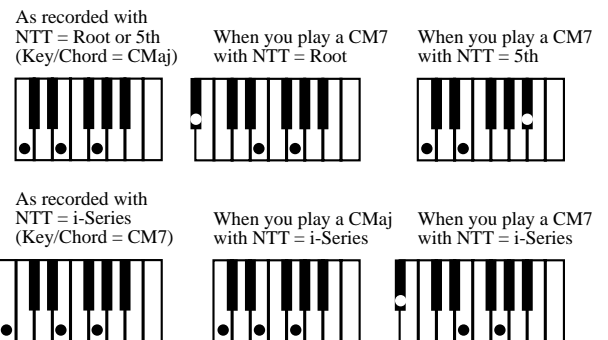 As recorded with
NTT = Root or 5th
(Key/Chord = CMaj)
When you play a CM7
with NTT = Root
When you play a CM7
with NTT = 5th
As recorded with
NTT = i-Series
(Key/Chord = CM7)
When you play a CMaj
with NTT = i-Series
When you play a CM7
with NTT = i-Series